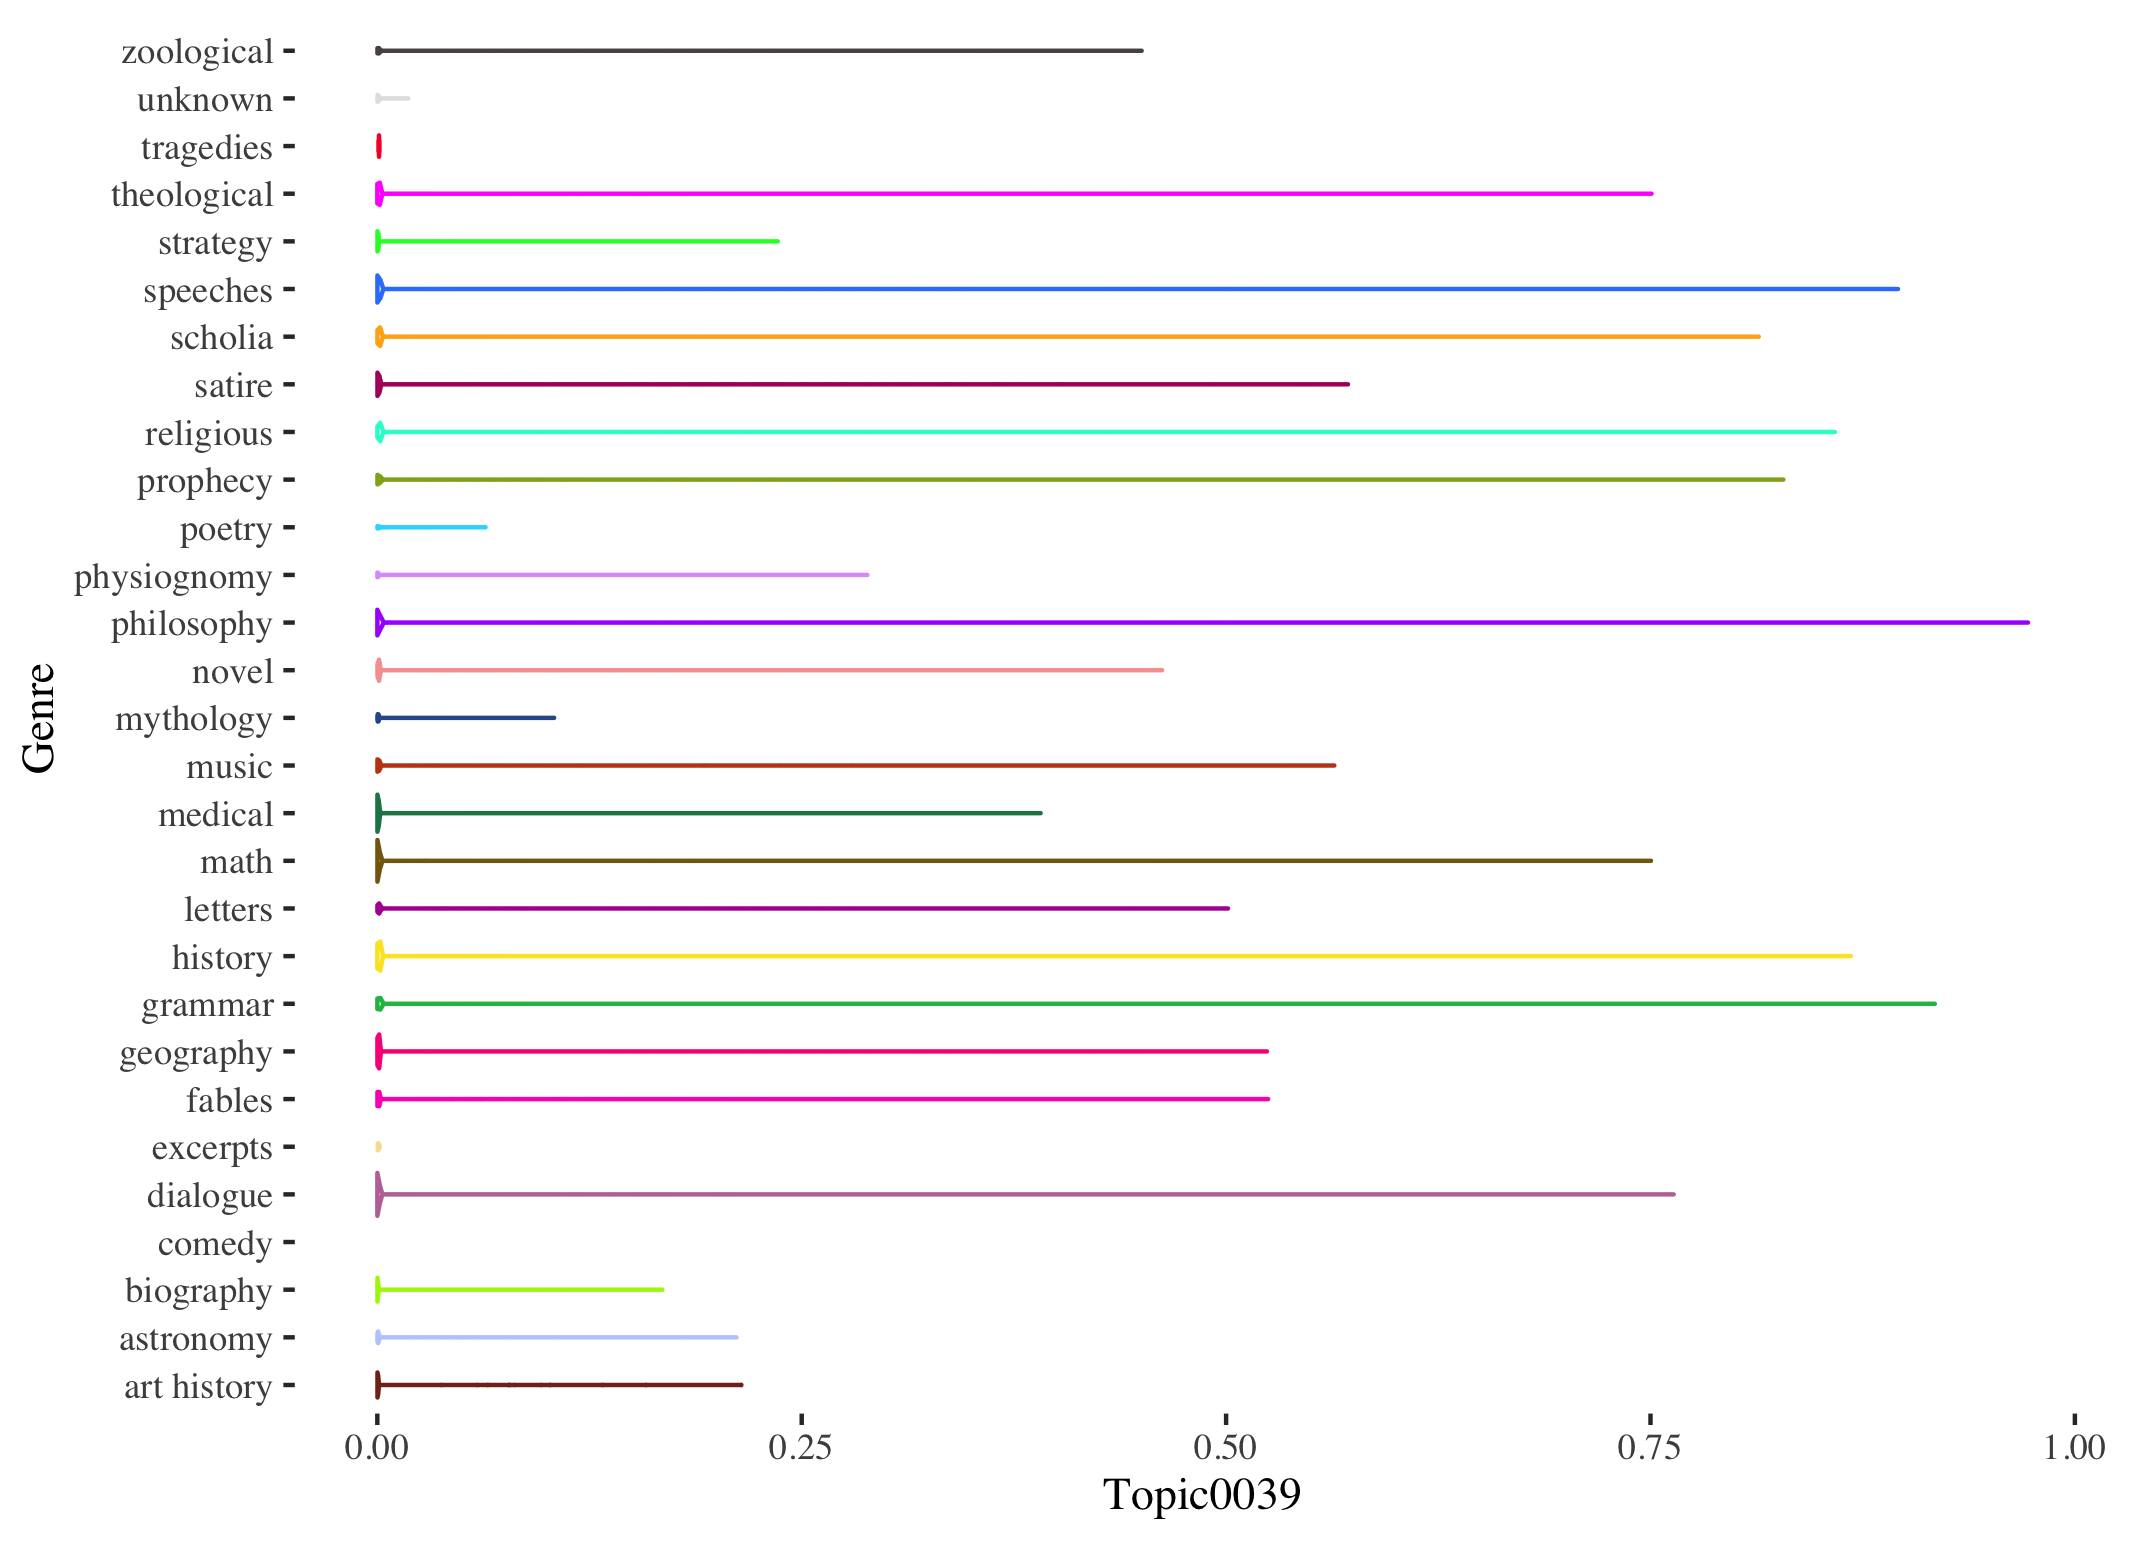 zoological
unknown
tragedies
theological
strategy
speeches
scholia
satire
religious
prophecy
poetry
physiognomy
philosophy
novel
mythology
music
medical
math
letters
history
grammar
geography
fables
excerpts
dialogue
comedy
biography
astronomy
art history
Genre
0.00 0.25 0.50 0.75 1.00
Topic0039